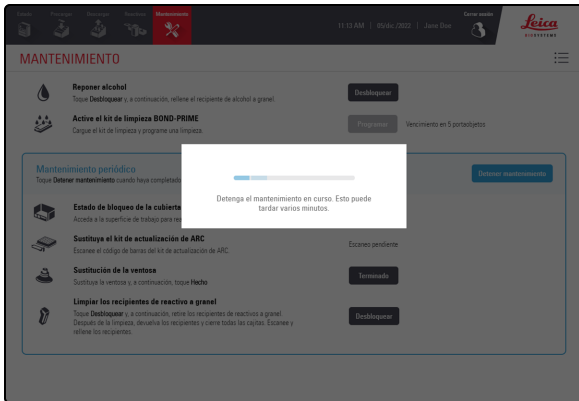 Estado
Precargar
Descargar
Reactivos
Mantenimiento
11:13 AM | 05/dic./2022 | Jane Doe
Cerrar sesión
Leica
BIOSYSTEMS
MANTENIMIENTO
Reponer alcohol
Toque Desbloquear y, a continuación, rellene el recipiente de alcohol a granel
Desbloquear
Active el kit de limpieza BOND-PRIME
Cargue el kit de limpieza y programe una limpieza.
Programar
Vencimiento en 5 portaobjetos
Mantenimiento periódico
Toque Detener mantenimiento cuando haya completado
Detener mantenimiento
Detenga el mantenimiento en curso. Esto puede
tardar varios minutos.
Estado de bloqueo de la cubierta
Acceda a la superficie de trabajo para rea
Sustituya el kit de actualización de ARC
Escanee el código de barras del kit de actualización de ARC
Escaneo pendiente
Sustitución de la ventosa
Sustituya la ventosa y, a continuación, toque Hecho
Terminado
Limpiar los recipientes de reactivo a granel
Toque Desbloquear y, a continuación, retire los recipientes de reactivos a granel.
Después de la limpieza, devuelva los recipientes y cierre todas las cajitas. Escanee y
rellene los recipientes.
Desbloquear